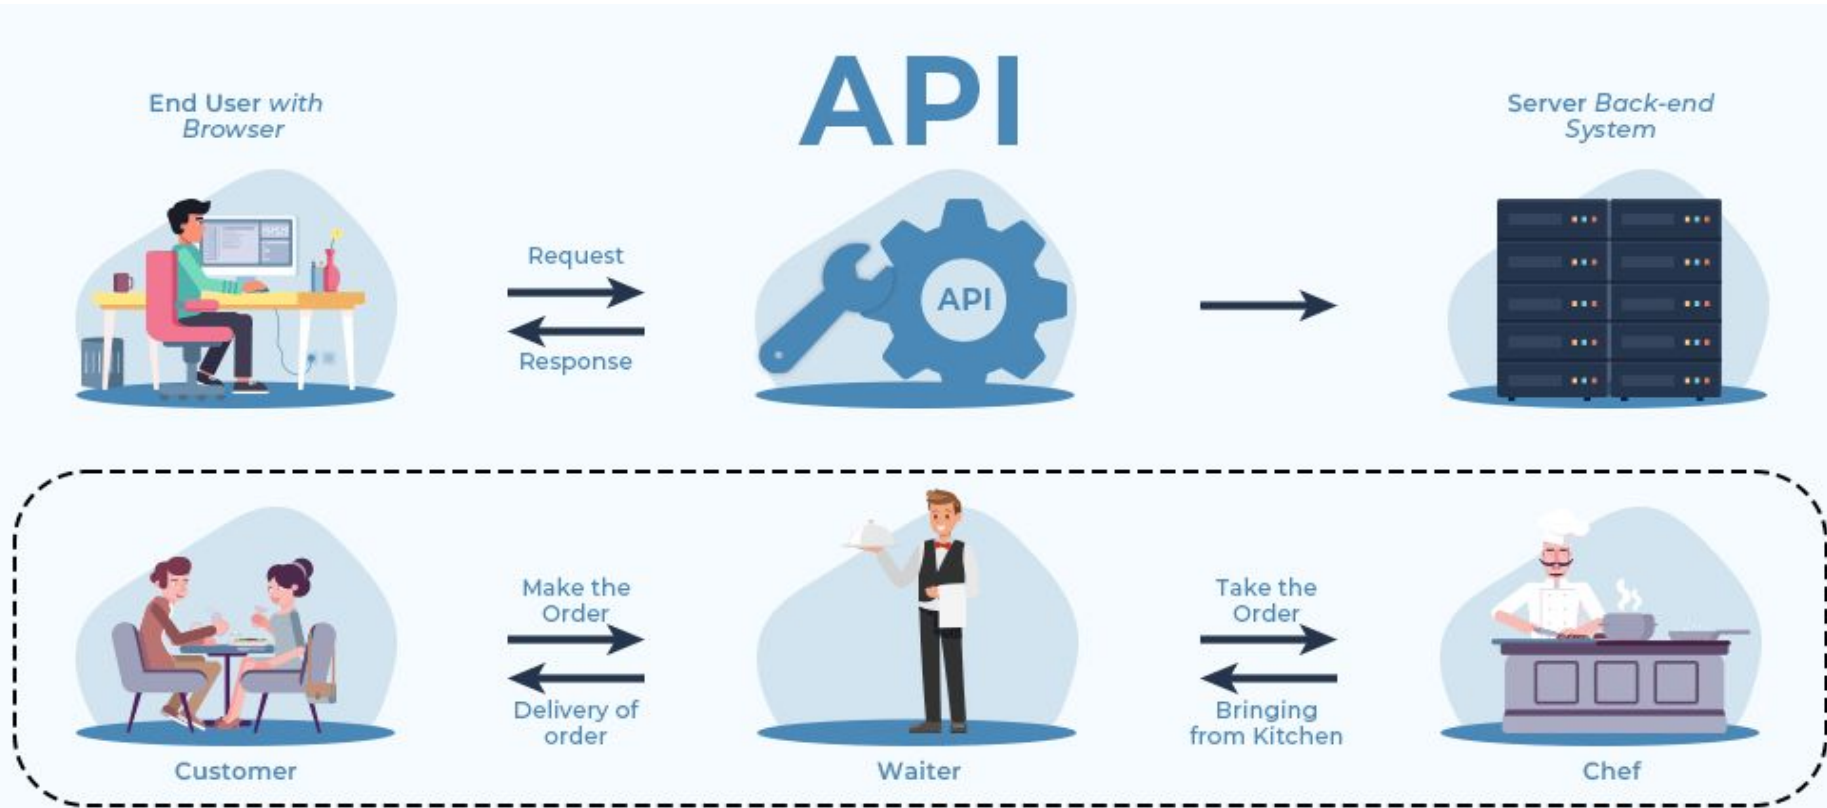 API
End User with
Browser
Server Back-end
System
Request
API
Response
Make the
Order
Take the
Order
Delivery of
order
Bringing
from Kitchen
Customer
Waiter
Chef